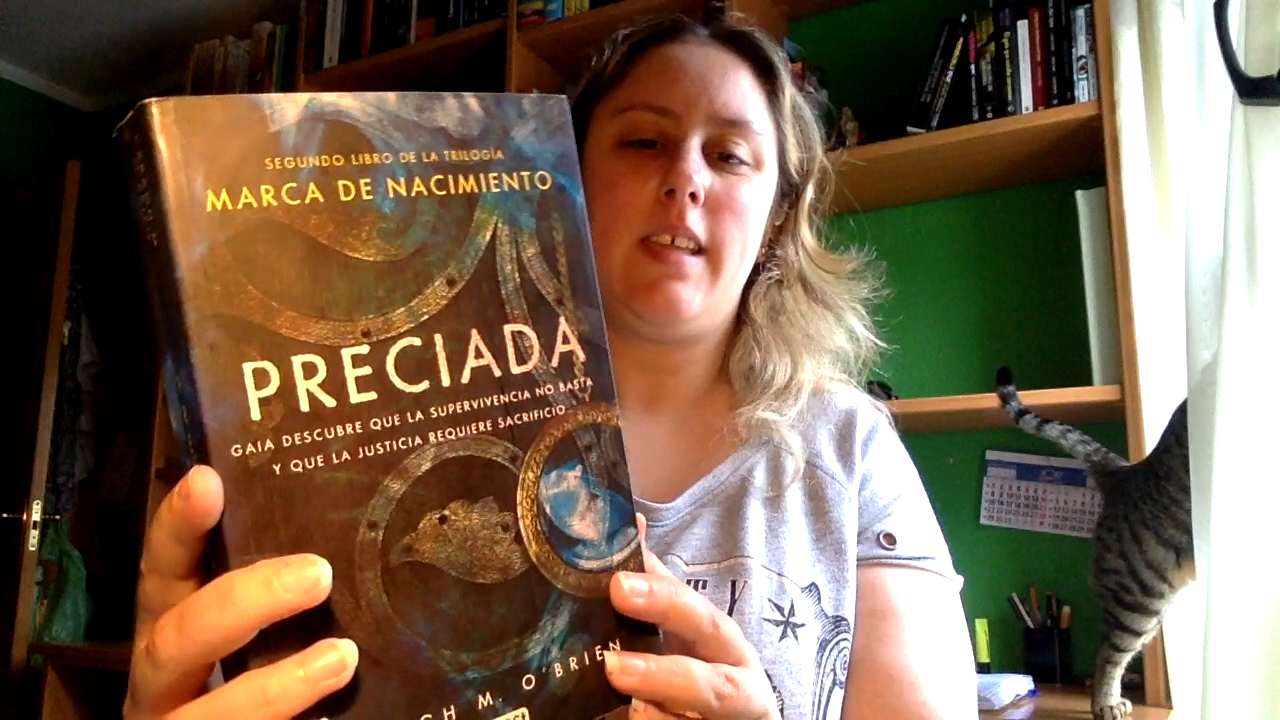 SEGUNDO LIBRO DE LA TRILOGÍA
MARCA DE NACIMIENTO
PRECIADA
GAIA DESCUBRE QUE LA SUPERVIVENCIA NO BASTA
Y QUE LA JUSTICIA REQUIERE SACRIFICIO
M. O'BRIEN